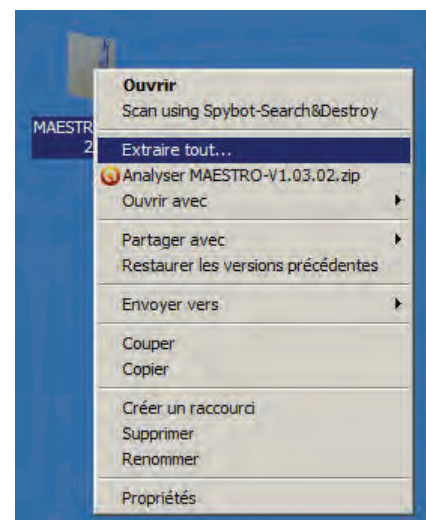 MAESTR
2
Ouvrir
Scan using Spybot-Search&Destroy
Extraire tout...
Analyser MAESTRO-V1.03.02.zip
Ouvrir avec
Partager avec
Restaurer les versions précédentes
Envoyer vers
Couper
Copier
Créer un raccourci
Supprimer
Renommer
Propriétés